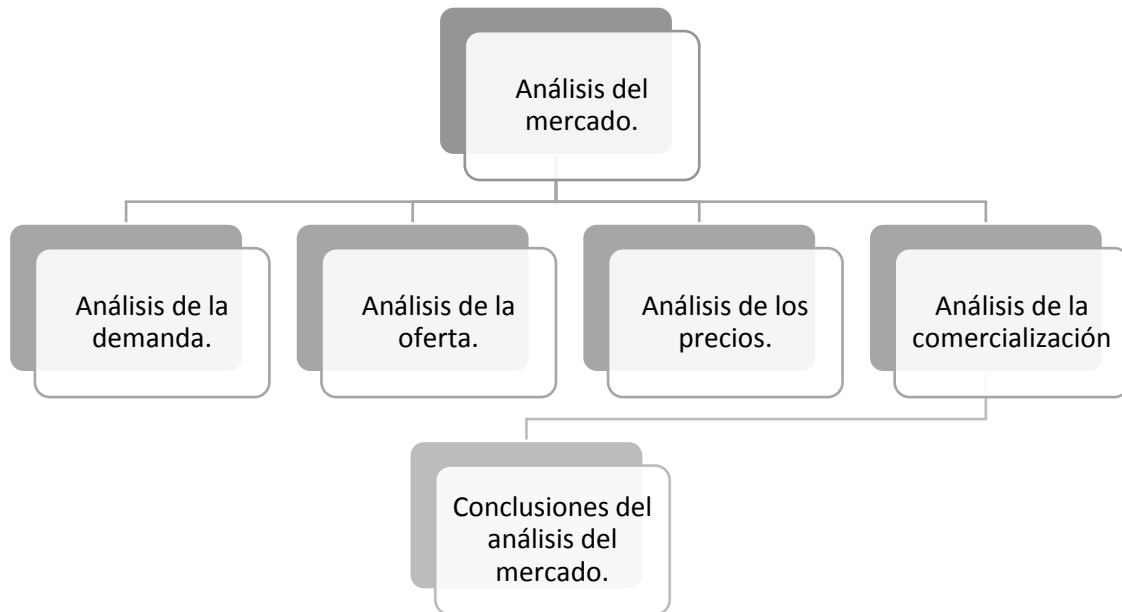 Análisis del
mercado.
Análisis de la
demanda.
Análisis de la
oferta.
Análisis de los
precios.
Análisis de la
comercialización
Conclusiones del
análisis del
mercado.